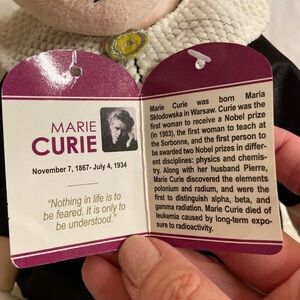 MARIE
CURIE
November 7, 1867- July 4, 1934
"Nothing in life is to
be feared. It is only to
be understood."
Marie Curie was born Maria
Sklodowska in Warsaw. Curie was the
first woman to receive a Nobel prize
(in 1903), the first woman to teach at
the Sorbonne, and the first person to
be awarded two Nobel prizes in differ-
ent disciplines: physics and chemis-
try. Along with her husband Pierre,
Marie Curie discovered the elements
polonium and radium, and were the
first to distinguish alpha, beta, and
gamma radiation. Marie Curie died of
leukemia caused by long-term expo-
sure to radioactivity.